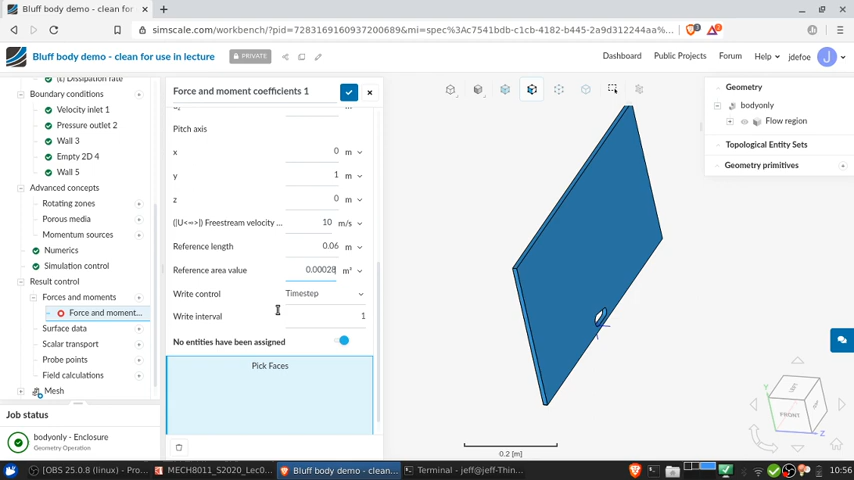 Bluff body demo - clean for u
simscale.com/workbench/?pid=728316916093720068​9&mi=spec%3Ac7541bdb-c1cb-4182-b445-2a9d312244aa%...
Bluff body demo - clean for use in lecture
PRIVATE
Dashboard
Public Projects
Forum
Help
jdefoe
J
(ε) Dissipation rate
Boundary conditions
Velocity inlet 1
Pressure outlet 2
Wall 3
Empty 2D 4
Wall 5
Advanced concepts
Rotating zones
Porous media
Momentum sources
Numerics
Simulation control
Result control
Forces and moments
Force and moment...
Surface data
Scalar transport
Probe points
Field calculations
Mesh
Job status
bodyonly - Enclosure
Geometry Operation
Force and moment coefficients 1
Pitch axis
x 0 m
y 1 m
z 0 m
(|U<∞>|) Freestream velocity ... 10 m/s
Reference length 0.06 m
Reference area value 0.00028 m²
Write control Timestep
Write interval 1
No entities have been assigned
Pick Faces
0.2 [m]
Geometry
bodyonly
Flow region
Topological Entity Sets
Geometry primitives
Y
Z
FRONT
LEFT
[OBS 25.0.8 (linux) - Pro...
MECH8011_S2020_Lec0...
Bluff body demo - clean...
Terminal - jeff@jeff-Thin...
10:56